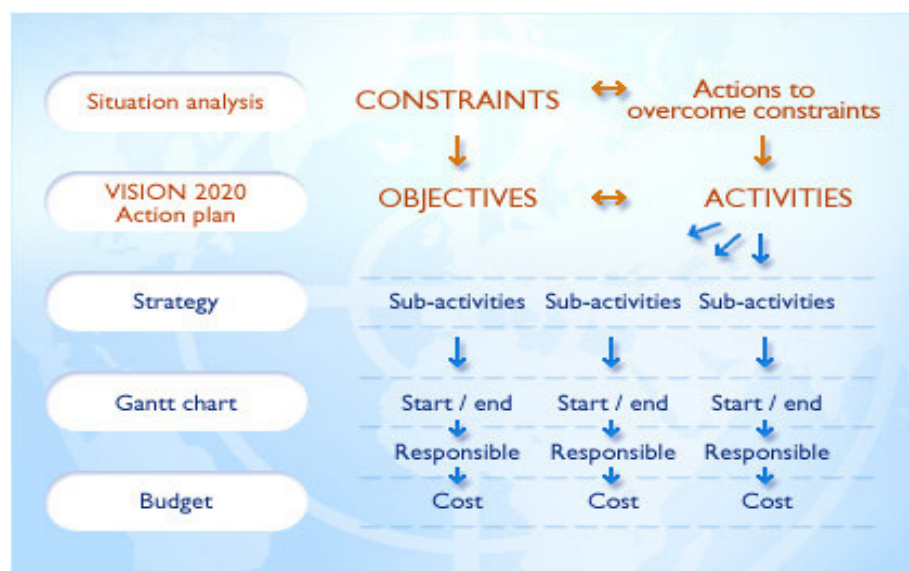 Situation analysis
CONSTRAINTS
Actions to
overcome constraints
VISION 2020
Action plan
OBJECTIVES
ACTIVITIES
Strategy
Sub-activities
Sub-activities
Sub-activities
Gantt chart
Start / end
Start / end
Start / end
Responsible
Responsible
Responsible
Budget
Cost
Cost
Cost